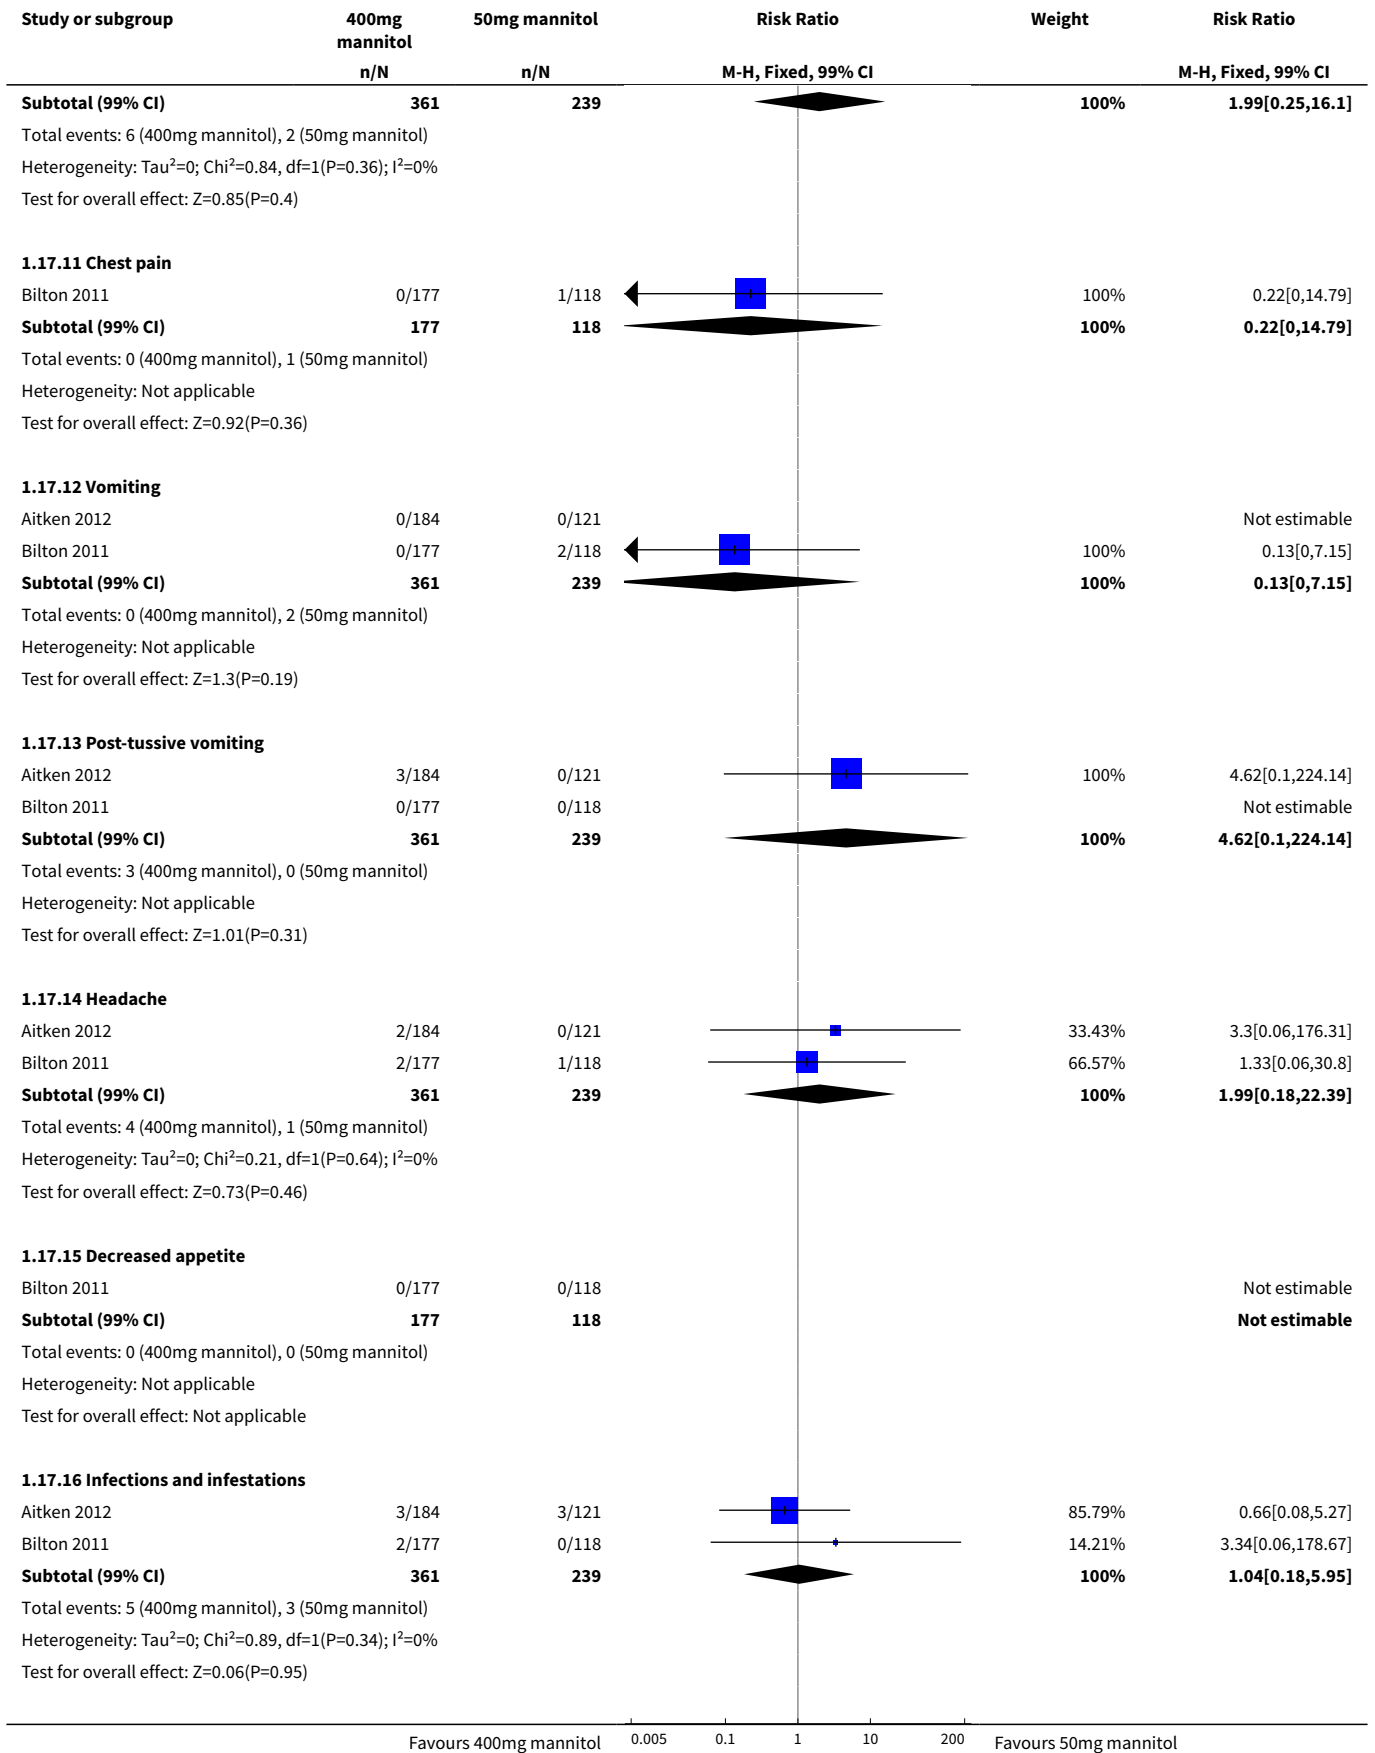 Study or subgroup 400mg mannitol 50mg mannitol Risk Ratio Weight Risk Ratio
n/N n/N M-H, Fixed, 99% CI M-H, Fixed, 99% CI
Subtotal (99% CI) 361 239 100% 1.99[0.25,16.1]
Total events: 6 (400mg mannitol), 2 (50mg mannitol)
Heterogeneity: Tau²=0; Chi²=0.84, df=1(P=0.36); I²=0%
Test for overall effect: Z=0.85(P=0.4)
1.17.11 Chest pain
Bilton 2011 0/177 1/118 100% 0.22[0,14.79]
Subtotal (99% CI) 177 118 100% 0.22[0,14.79]
Total events: 0 (400mg mannitol), 1 (50mg mannitol)
Heterogeneity: Not applicable
Test for overall effect: Z=0.92(P=0.36)
1.17.12 Vomiting
Aitken 2012 0/184 0/121 Not estimable
Bilton 2011 0/177 2/118 100% 0.13[0,7.15]
Subtotal (99% CI) 361 239 100% 0.13[0,7.15]
Total events: 0 (400mg mannitol), 2 (50mg mannitol)
Heterogeneity: Not applicable
Test for overall effect: Z=1.3(P=0.19)
1.17.13 Post-tussive vomiting
Aitken 2012 3/184 0/121 100% 4.62[0.1,224.14]
Bilton 2011 0/177 0/118 Not estimable
Subtotal (99% CI) 361 239 100% 4.62[0.1,224.14]
Total events: 3 (400mg mannitol), 0 (50mg mannitol)
Heterogeneity: Not applicable
Test for overall effect: Z=1.01(P=0.31)
1.17.14 Headache
Aitken 2012 2/184 0/121 33.43% 3.3[0.06,176.31]
Bilton 2011 2/177 1/118 66.57% 1.33[0.06,30.8]
Subtotal (99% CI) 361 239 100% 1.99[0.18,22.39]
Total events: 4 (400mg mannitol), 1 (50mg mannitol)
Heterogeneity: Tau²=0; Chi²=0.21, df=1(P=0.64); I²=0%
Test for overall effect: Z=0.73(P=0.46)
1.17.15 Decreased appetite
Bilton 2011 0/177 0/118 Not estimable
Subtotal (99% CI) 177 118 Not estimable
Total events: 0 (400mg mannitol), 0 (50mg mannitol)
Heterogeneity: Not applicable
Test for overall effect: Not applicable
1.17.16 Infections and infestations
Aitken 2012 3/184 3/121 85.79% 0.66[0.08,5.27]
Bilton 2011 2/177 0/118 14.21% 3.34[0.06,178.67]
Subtotal (99% CI) 361 239 100% 1.04[0.18,5.95]
Total events: 5 (400mg mannitol), 3 (50mg mannitol)
Heterogeneity: Tau²=0; Chi²=0.89, df=1(P=0.34); I²=0%
Test for overall effect: Z=0.06(P=0.95)
Favours 400mg mannitol 0.005 0.1 1 10 200 Favours 50mg mannitol